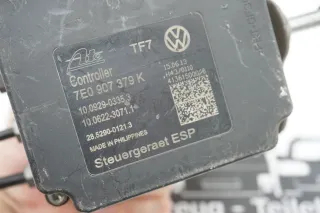 Ate
TF7
Controller
7E0 907 379 K
10.0929-0335.3
10.0622-3071.1
28.5290-0121.3
MADE IN PHILIPPINES
Steuergeraet ESP